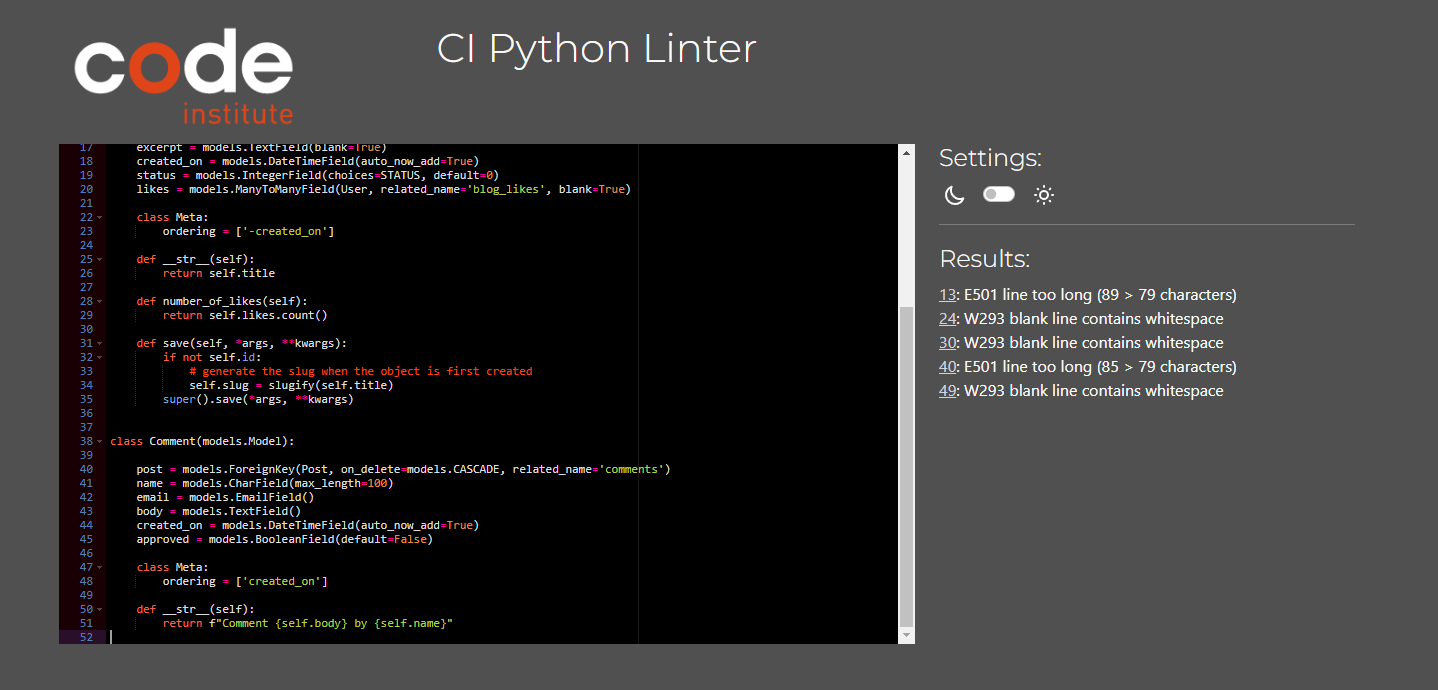 code
institute
CI Python Linter
17 excerpt = models.TextField(blank=True)
18 created_on = models.DateTimeField(auto_now_add=True)
19 status = models.IntegerField(choices=STATUS, default=0)
20 likes = models.ManyToManyField(User, related_name='blog_likes', blank=True)
21
22 class Meta:
23 ordering = ['-created_on']
24
25 def __str__(self):
26 return self.title
27
28 def number_of_likes(self):
29 return self.likes.count()
30
31 def save(self, *args, **kwargs):
32 if not self.id:
33 # generate the slug when the object is first created
34 self.slug = slugify(self.title)
35 super().save(*args, **kwargs)
36
37
38 class Comment(models.Model):
39
40 post = models.ForeignKey(Post, on_delete=models.CASCADE, related_name='comments')
41 name = models.CharField(max_length=100)
42 email = models.EmailField()
43 body = models.TextField()
44 created_on = models.DateTimeField(auto_now_add=True)
45 approved = models.BooleanField(default=False)
46
47 class Meta:
48 ordering = ['created_on']
49
50 def __str__(self):
51 return f"Comment {self.body} by {self.name}"
52
Settings:
Results:
13: E501 line too long (89 > 79 characters)
24: W293 blank line contains whitespace
30: W293 blank line contains whitespace
40: E501 line too long (85 > 79 characters)
49: W293 blank line contains whitespace